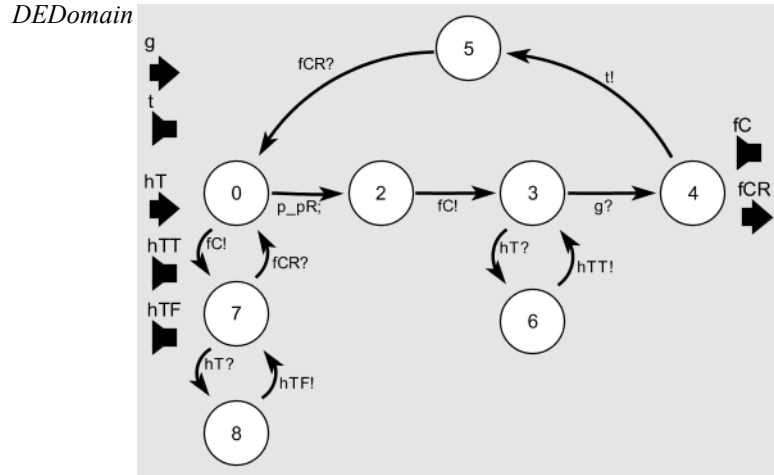 DEDomain
5
g
fCR?
t!
t
fC
hT
0
2
3
4
fCR
p_pR;
fC!
g?
hTT
fC!
fCR?
hT?
hTT!
hTF
7
6
hT?
hTF!
8